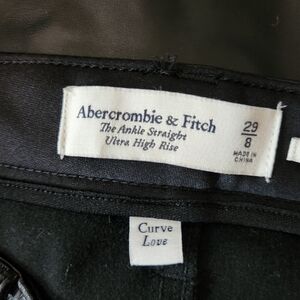 Abercrombie & Fitch
The Ankle Straight
Ultra High Rise
29
8
MADE IN
CHINA
Curve
Love